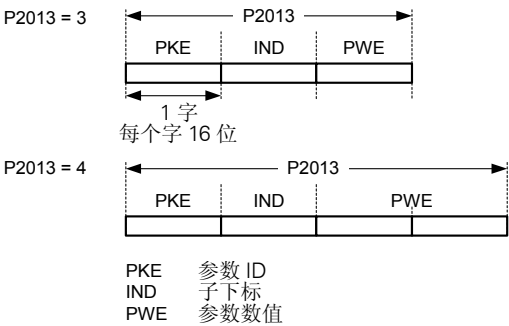 P2013 = 3
P2013
PKE IND PWE
1 字
每个字 16 位
P2013 = 4
P2013
PKE IND PWE
PKE 参数 ID
IND 子下标
PWE 参数数值